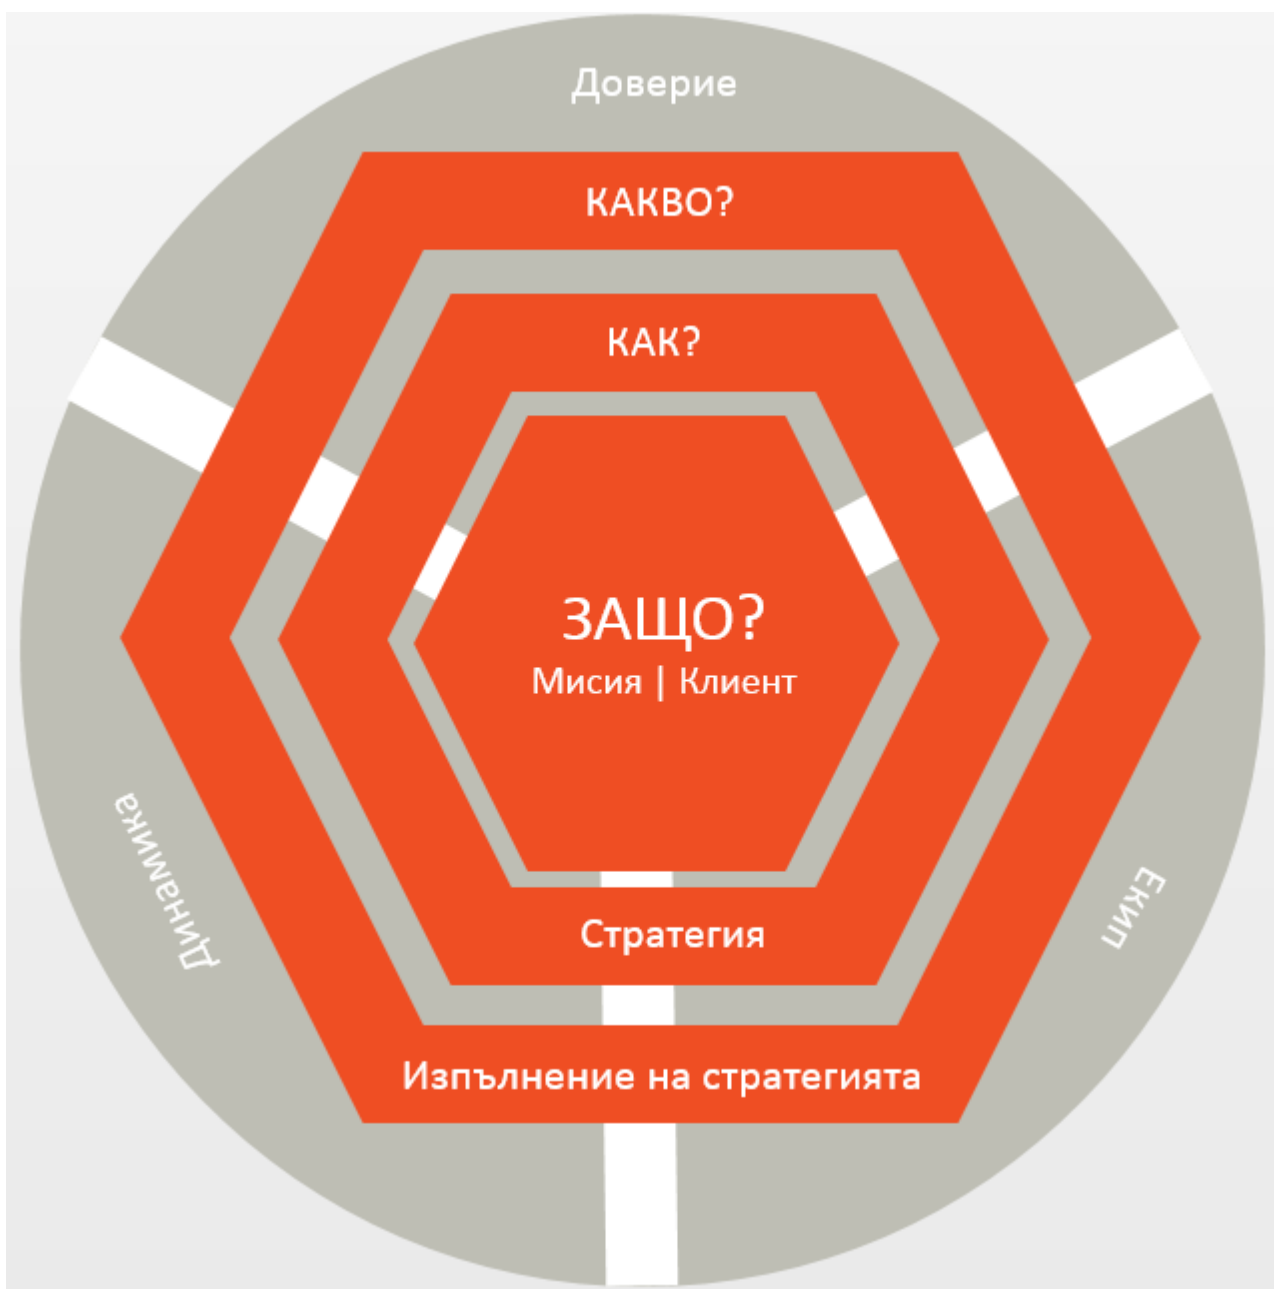 Доверие
КАКВО?
КАК?
ЗАЩО?
Мисия | Клиент
Стратегия
Изпълнение на стратегията
Динамика
Екип